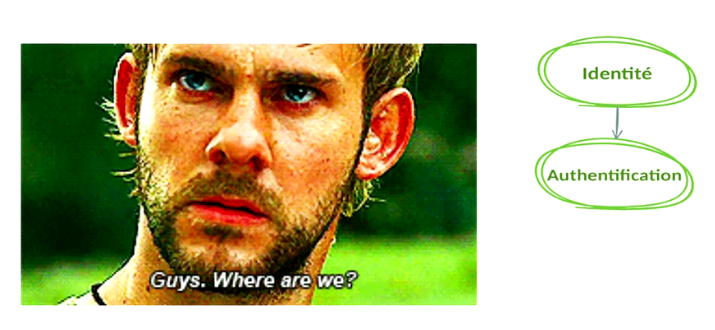 Guys. Where are we?
Identité
Authentification